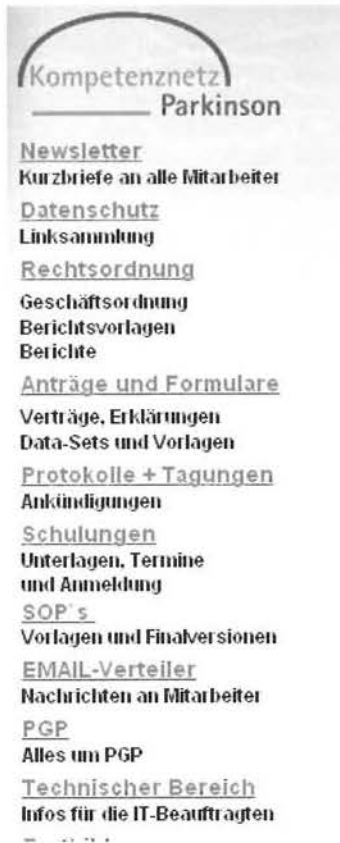 Kompetenznetz
Parkinson
Newsletter
Kurzbriefe an alle Mitarbeiter
Datenschutz
Linksammlung
Rechtsordnung
Geschäftsordnung
Berichtsvorlagen
Berichte
Anträge und Formulare
Verträge, Erklärungen
Data-Sets und Vorlagen
Protokolle + Tagungen
Ankündigungen
Schulungen
Unterlagen, Termine
und Anmeldung
SOP`s
Vorlagen und Finalversionen
EMAIL-Verteiler
Nachrichten an Mitarbeiter
PGP
Alles um PGP
Technischer Bereich
Infos für die IT-Beauftragten